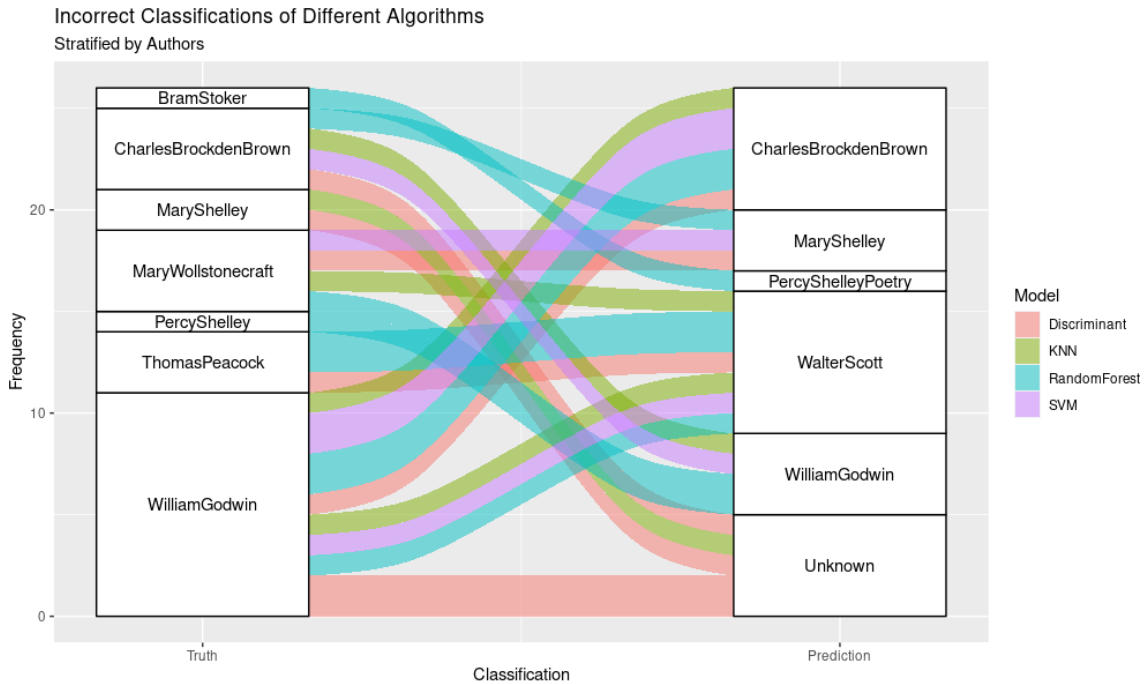 Incorrect Classifications of Different Algorithms
Stratified by Authors
BramStoker
CharlesBrockdenBrown
MaryShelley
MaryWollstonecraft
PercyShelley
ThomasPeacock
WilliamGodwin
CharlesBrockdenBrown
MaryShelley
PercyShelleyPoetry
WalterScott
WilliamGodwin
Unknown
Frequency
20
10
0
Truth
Prediction
Classification
Model
Discriminant
KNN
RandomForest
SVM